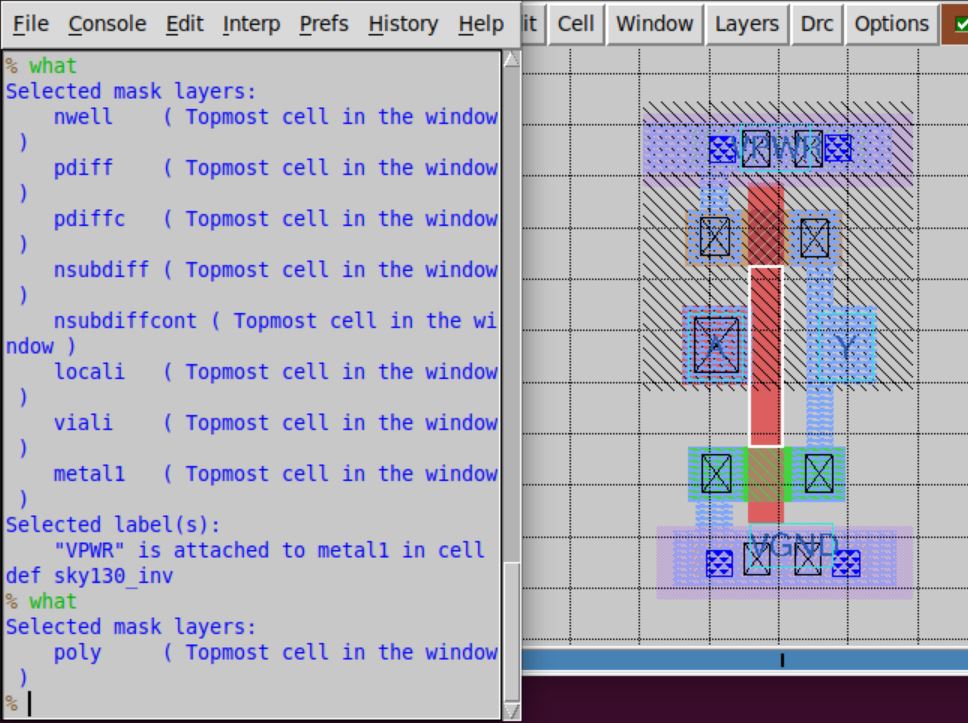 File Console Edit Interp Prefs History Help
it Cell Window Layers Drc Options
% what
Selected mask layers:
nwell ( Topmost cell in the window
)
pdiff ( Topmost cell in the window
)
pdiffc ( Topmost cell in the window
)
nsubdiff ( Topmost cell in the window
)
nsubdiffcont ( Topmost cell in the wi
ndow )
locali ( Topmost cell in the window
)
viali ( Topmost cell in the window
)
metal1 ( Topmost cell in the window
)
Selected label(s):
"VPWR" is attached to metal1 in cell
def sky130_inv
% what
Selected mask layers:
poly ( Topmost cell in the window
)
%
VPWR
A
Y
VGND